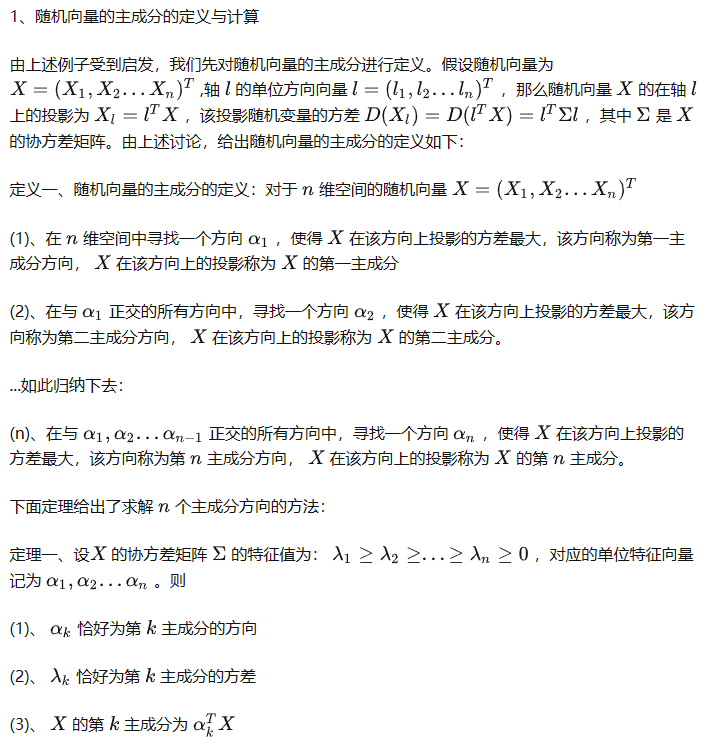 1、随机向量的主成分的定义与计算
由上述例子受到启发，我们先对随机向量的主成分进行定义。假设随机向量为
$X=(X_1,X_2\ldots X_n)^T$ ,轴 $l$ 的单位方向向量 $l=(l_1,l_2\ldots l_n)^T$ ，那么随机向量 $X$ 的在轴 $l$
上的投影为 $X_l=l^TX$ ，该投影随机变量的方差 $D(X_l)=D(l^TX)=l^T\Sigma l$ ，其中 $\Sigma$ 是 $X$
的协方差矩阵。由上述讨论，给出随机向量的主成分的定义如下：
定义一、随机向量的主成分的定义：对于 $n$ 维空间的随机向量 $X=(X_1,X_2\ldots X_n)^T$
(1)、在 $n$ 维空间中寻找一个方向 $\alpha_1$ ，使得 $X$ 在该方向上投影的方差最大，该方向称为第一主
成分方向， $X$ 在该方向上的投影称为 $X$ 的第一主成分
(2)、在与 $\alpha_1$ 正交的所有方向中，寻找一个方向 $\alpha_2$ ，使得 $X$ 在该方向上投影的方差最大，该方
向称为第二主成分方向， $X$ 在该方向上的投影称为 $X$ 的第二主成分。
...如此归纳下去：
(n)、在与 $\alpha_1,\alpha_2\ldots\alpha_{n-1}$ 正交的所有方向中，寻找一个方向 $\alpha_n$ ，使得 $X$ 在该方向上投影的
方差最大，该方向称为第 $n$ 主成分方向， $X$ 在该方向上的投影称为 $X$ 的第 $n$ 主成分。
下面定理给出了求解 $n$ 个主成分方向的方法：
定理一、设$X$ 的协方差矩阵 $\Sigma$ 的特征值为： $\lambda_1\geq\lambda_2\geq\ldots\geq\lambda_n\geq 0$ ，对应的单位特征向量
记为 $\alpha_1,\alpha_2\ldots\alpha_n$ 。则
(1)、 $\alpha_k$ 恰好为第 $k$ 主成分的方向
(2)、 $\lambda_k$ 恰好为第 $k$ 主成分的方差
(3)、 $X$ 的第 $k$ 主成分为 $\alpha_k^TX$